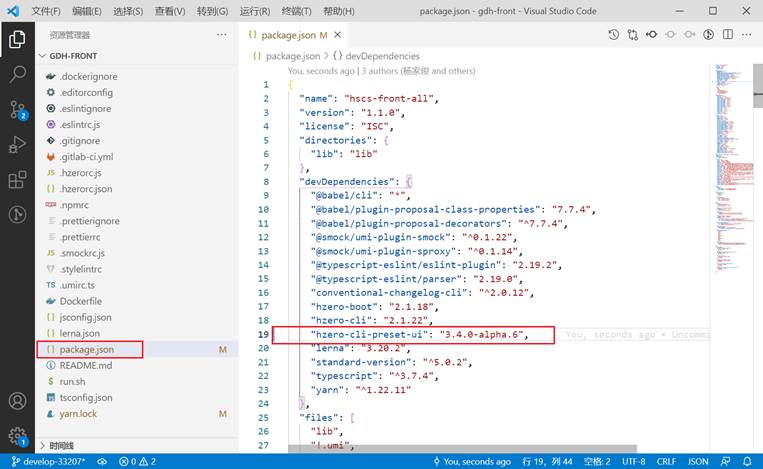 文件(F) 编辑(E) 选择(S) 查看(V) 转到(G) 运行(R) 终端(T) 帮助(H) package.json - gdh-front - Visual Studio Code
资源管理器
GDH-FRONT
.dockerignore
.editorconfig
.eslintignore
.eslintrc.js
.gitignore
.gitlab-ci.yml
.hzerorc.js
.hzerorc.json
.npmrc
.prettierignore
.prettierrc
.smockrc.js
.stylelintrc
TS .umirc.ts
Dockerfile
jsconfig.json
lerna.json
package.json M
README.md
run.sh
tsconfig.json
yarn.lock M
时间线
2
1
package.json M
package.json > devDependencies
You, seconds ago | 3 authors (杨家俊 and others)
1 {
2 "name": "hscs-front-all",
3 "version": "1.1.0",
4 "license": "ISC",
5 "directories": {
6 "lib": "lib"
7 },
8 "devDependencies": {
9 "@babel/cli": "*",
10 "@babel/plugin-proposal-class-properties": "7.7.4",
11 "@babel/plugin-proposal-decorators": "^7.7.4",
12 "@smock/umi-plugin-smock": "^0.1.22",
13 "@smock/umi-plugin-sproxy": "^0.1.14",
14 "@typescript-eslint/eslint-plugin": "2.19.2",
15 "@typescript-eslint/parser": "2.19.0",
16 "conventional-changelog-cli": "^2.0.12",
17 "hzero-boot": "2.1.18",
18 "hzero-cli": "2.1.22",
19 "hzero-cli-preset-ui": "3.4.0-alpha.6", You, seconds ago • Uncommi
20 "lerna": "3.20.2",
21 "standard-version": "^5.0.2",
22 "typescript": "^3.7.4",
23 "yarn": "^1.22.11"
24 },
25 "files": [
26 "lib",
27 "!.umi",
develop-33207* 0 2 You, seconds ago 行 19，列 44 空格: 2 UTF-8 CRLF JSON